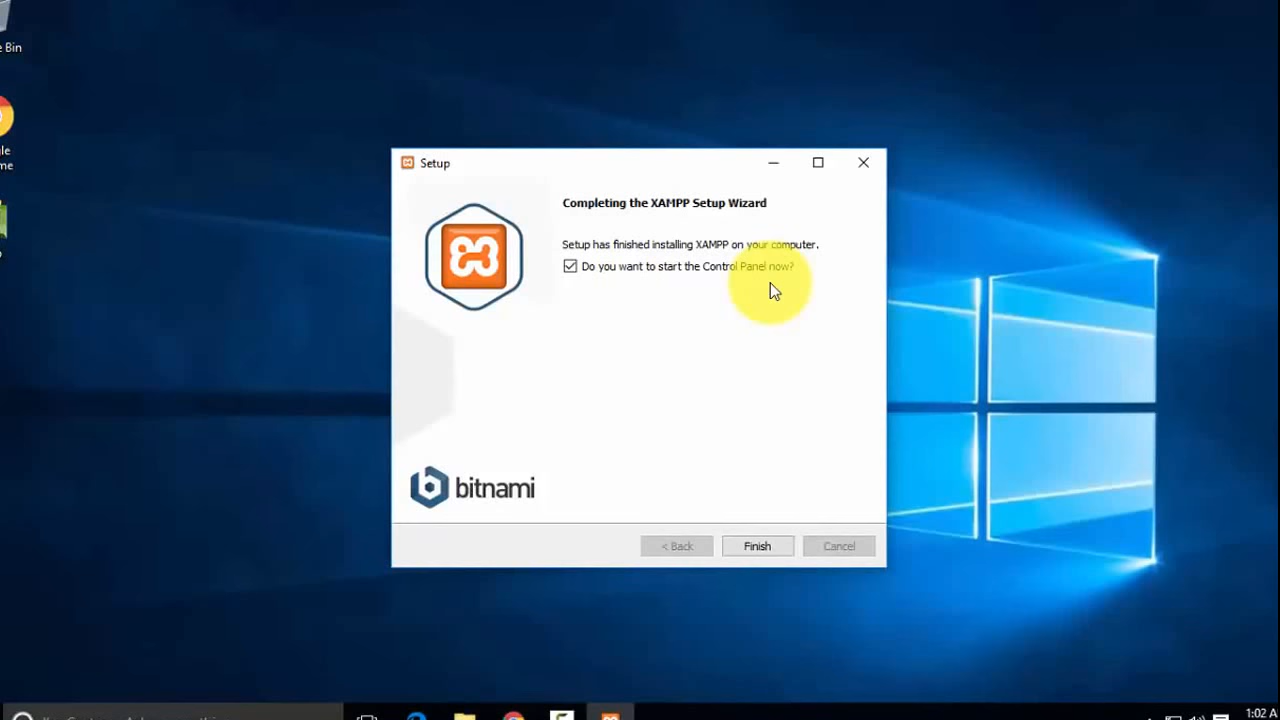 Bin
Setup
Completing the XAMPP Setup Wizard
Setup has finished installing XAMPP on your computer.
Do you want to start the Control Panel now?
bitnami
< Back
Finish
Cancel
1:02 A